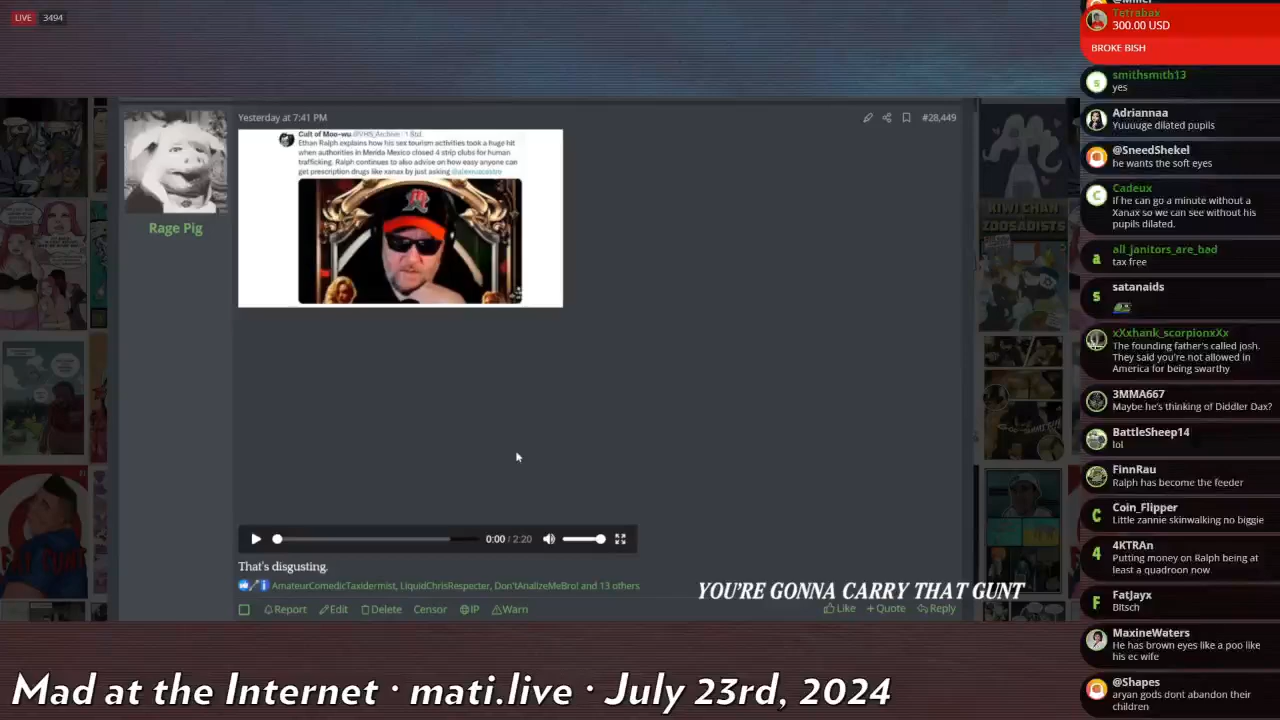 LIVE 3494
Yesterday at 7:41 PM
#28,449
Rage Pig
Cult of Moo-wu @VHS_Archive · 1 Std.
Ethan Ralph explains how his sex tourism activities took a huge hit
when authorities in Merida Mexico closed 4 strip clubs for human
trafficking. Ralph continues to also advise on how easy anyone can
get prescription drugs like xanax by just asking
0:00 / 2:20
That's disgusting.
AmateurComedicTaxidermist, LiquidChrisRespecter, Don'tAnalizeMeBro! and 13 others
Report Edit Delete Censor IP Warn
Like + Quote Reply
YOU'RE GONNA CARRY THAT GUNT
KIWI CHAN
ZOOSADISTS
Mad at the Internet · mati.live · July 23rd, 2024
@Miller
Tetrabax
300.00 USD
BROKE BISH
smithsmith13
yes
Adriannaa
Yuuuuge dilated pupils
@SneedShekel
he wants the soft eyes
Cadeux
If he can go a minute without a
Xanax so we can see without his
pupils dilated.
all_janitors_are_bad
tax free
satanaids
xXxhank_scorpionxXx
The founding father's called josh.
They said you're not allowed in
America for being swarthy
3MMA667
Maybe he's thinking of Diddler Dax?
BattleSheep14
lol
FinnRau
Ralph has become the feeder
Coin_Flipper
Little zannie skinwalking no biggie
4KTRAn
Putting money on Ralph being at
least a quadroon now
FatJayx
Bltsch
MaxineWaters
He has brown eyes like a poo like
his ec wife
@Shapes
aryan gods dont abandon their
children